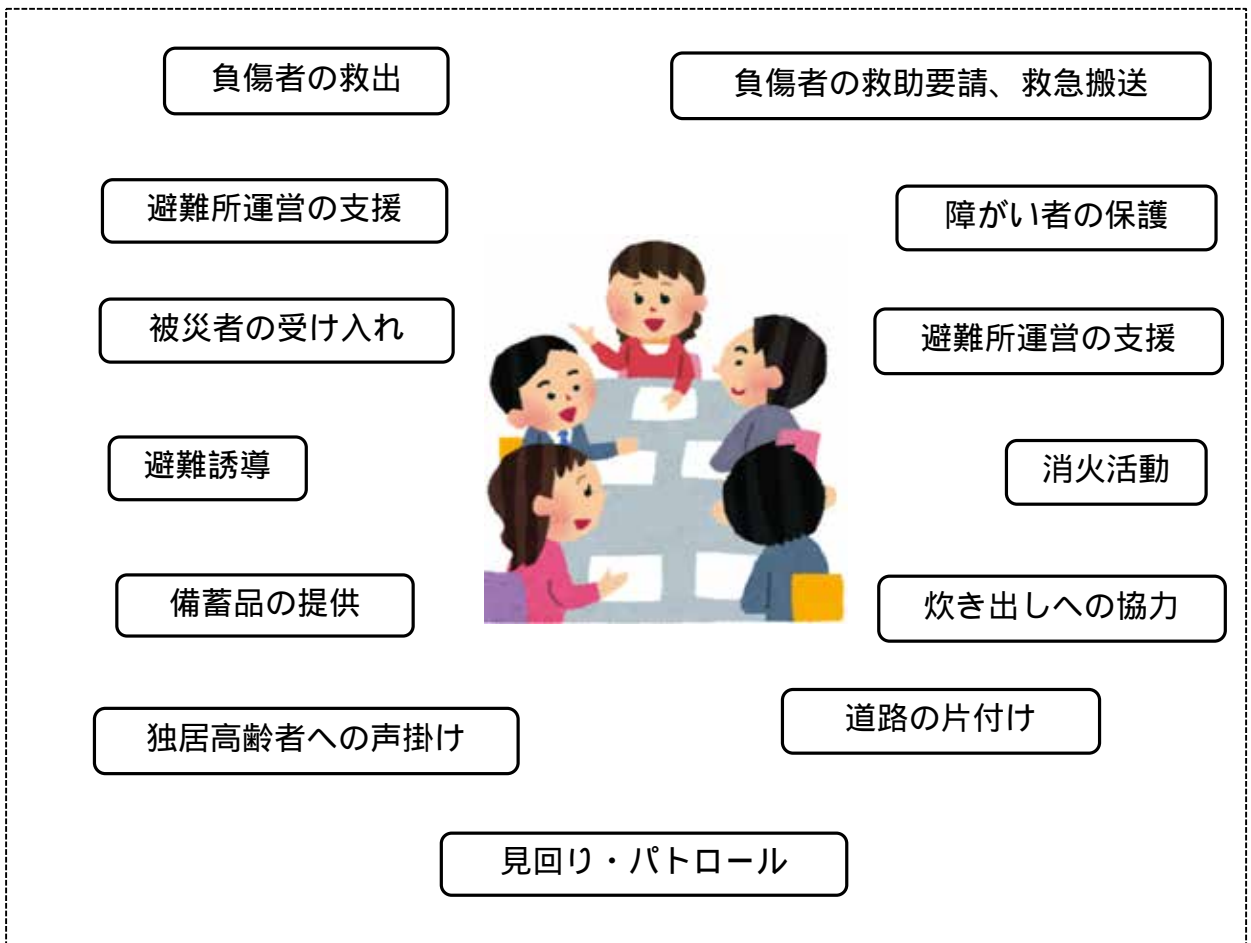 負傷者の救出
負傷者の救助要請、救急搬送
避難所運営の支援
障がい者の保護
被災者の受け入れ
避難所運営の支援
避難誘導
消火活動
備蓄品の提供
炊き出しへの協力
独居高齢者への声掛け
道路の片付け
見回り・パトロール